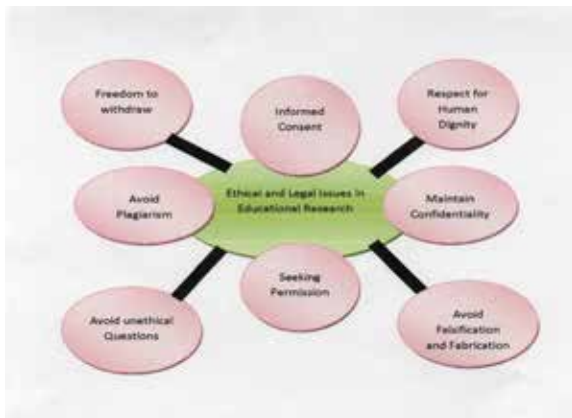 Freedom to
withdraw
Informed
Consent
Respect for
Human
Dignity
Avoid
Plagiarism
Ethical and Legal Issues in
Educational Research
Maintain
Confidentiality
Seeking
Permission
Avoid unethical
Questions
Avoid
Falsification
and Fabrication